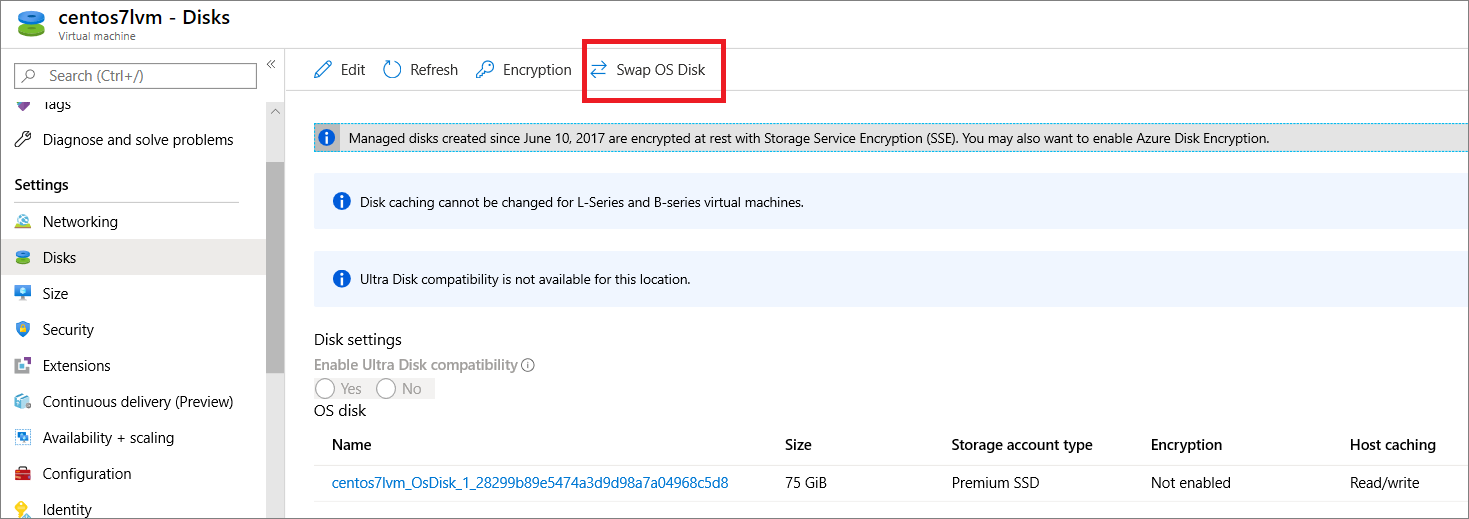 centos7lvm - Disks
Virtual machine
Search (Ctrl+/)
Tags
Diagnose and solve problems
Settings
Networking
Disks
Size
Security
Extensions
Continuous delivery (Preview)
Availability + scaling
Configuration
Identity
Edit Refresh Encryption Swap OS Disk
Managed disks created since June 10, 2017 are encrypted at rest with Storage Service Encryption (SSE). You may also want to enable Azure Disk Encryption.
Disk caching cannot be changed for L-Series and B-series virtual machines.
Ultra Disk compatibility is not available for this location.
Disk settings
Enable Ultra Disk compatibility
Yes No
OS disk
Name Size Storage account type Encryption Host caching
centos7lvm_OsDisk_1_28299b89e5474a3d9d98a7a04968c5d8 75 GiB Premium SSD Not enabled Read/write